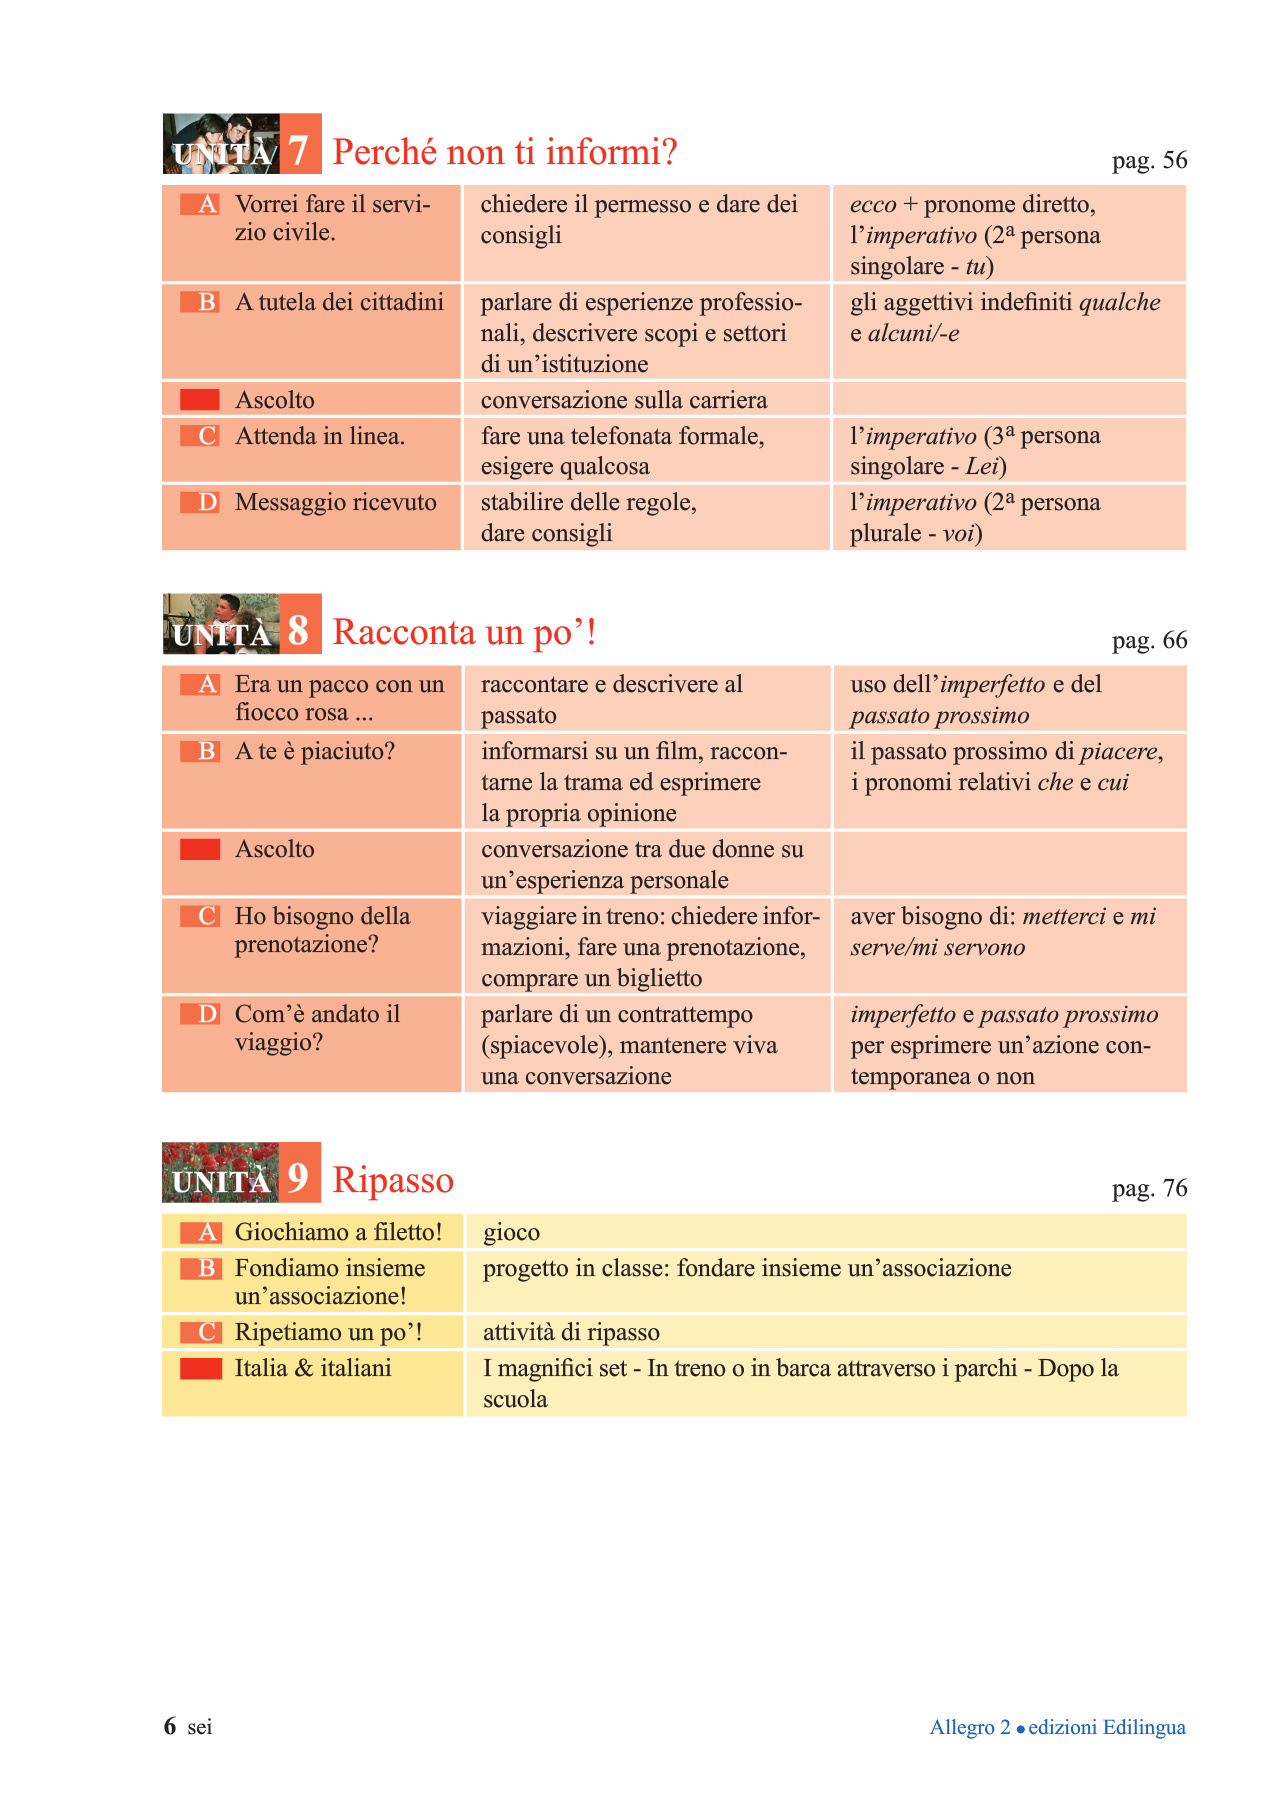 UNITÀ 7 Perché non ti informi? pag. 56
A Vorrei fare il servi-
zio civile.
chiedere il permesso e dare dei
consigli
ecco + pronome diretto,
l’imperativo (2ª persona
singolare - tu)
B A tutela dei cittadini
parlare di esperienze professio-
nali, descrivere scopi e settori
di un’istituzione
gli aggettivi indefiniti qualche
e alcuni/-e
Ascolto
conversazione sulla carriera
C Attenda in linea.
fare una telefonata formale,
esigere qualcosa
l’imperativo (3ª persona
singolare - Lei)
D Messaggio ricevuto
stabilire delle regole,
dare consigli
l’imperativo (2ª persona
plurale - voi)
UNITÀ 8 Racconta un po’! pag. 66
A Era un pacco con un
fiocco rosa ...
raccontare e descrivere al
passato
uso dell’imperfetto e del
passato prossimo
B A te è piaciuto?
informarsi su un film, raccon-
tarne la trama ed esprimere
la propria opinione
il passato prossimo di piacere,
i pronomi relativi che e cui
Ascolto
conversazione tra due donne su
un’esperienza personale
C Ho bisogno della
prenotazione?
viaggiare in treno: chiedere infor-
mazioni, fare una prenotazione,
comprare un biglietto
aver bisogno di: metterci e mi
serve/mi servono
D Com’è andato il
viaggio?
parlare di un contrattempo
(spiacevole), mantenere viva
una conversazione
imperfetto e passato prossimo
per esprimere un’azione con-
temporanea o non
UNITÀ 9 Ripasso pag. 76
A Giochiamo a filetto!
gioco
B Fondiamo insieme
un’associazione!
progetto in classe: fondare insieme un’associazione
C Ripetiamo un po’!
attività di ripasso
Italia & italiani
I magnifici set - In treno o in barca attraverso i parchi - Dopo la
scuola
6 sei
Allegro 2 • edizioni Edilingua